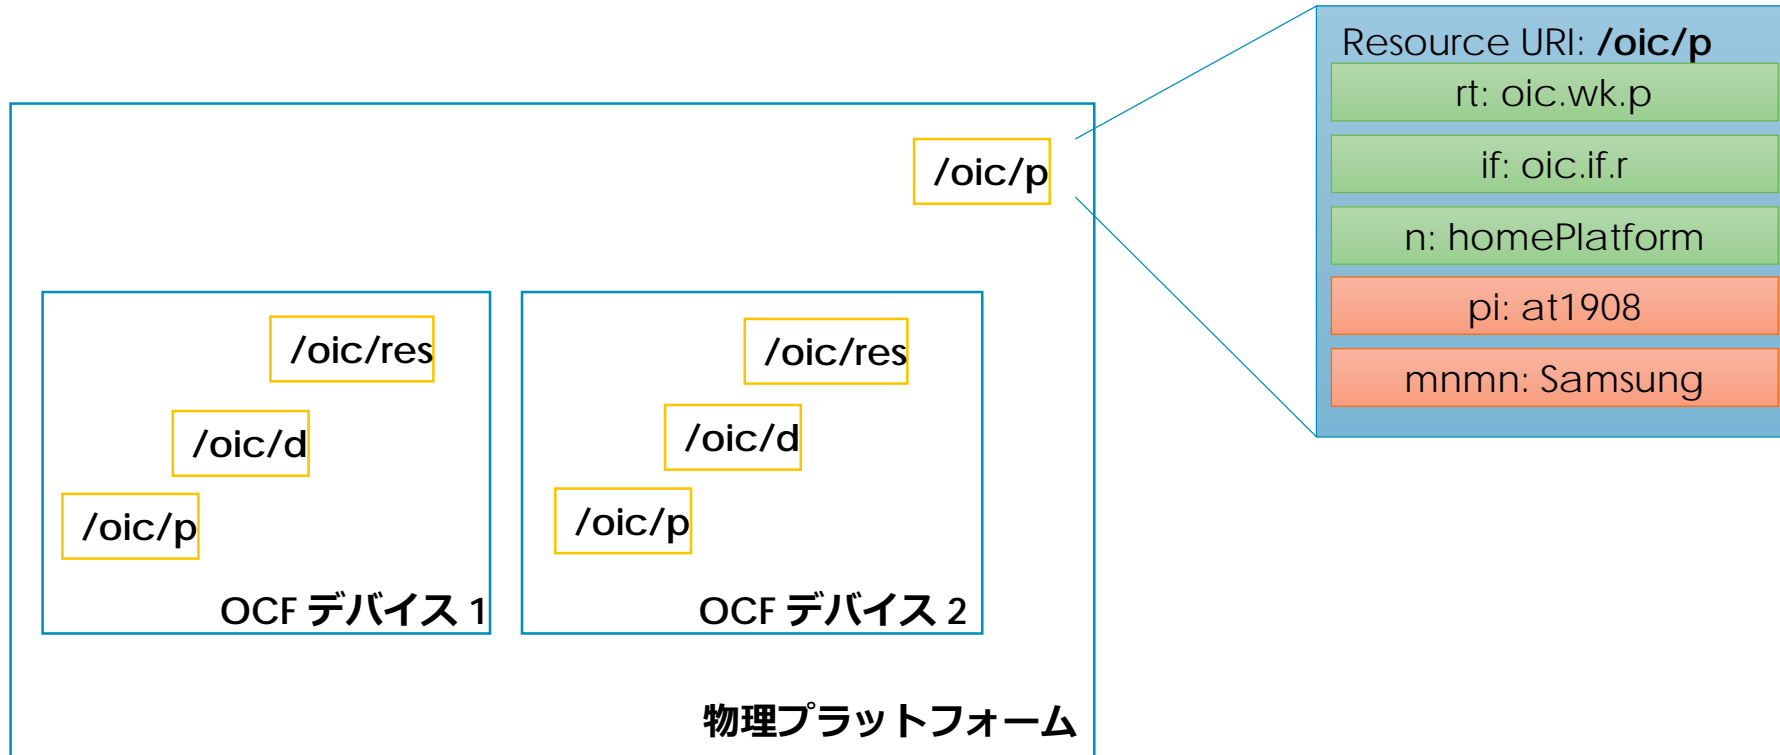 /oic/p
/oic/res
/oic/d
/oic/p
OCF デバイス 1
/oic/res
/oic/d
/oic/p
OCF デバイス 2
物理プラットフォーム
Resource URI: /oic/p
rt: oic.wk.p
if: oic.if.r
n: homePlatform
pi: at1908
mnmn: Samsung